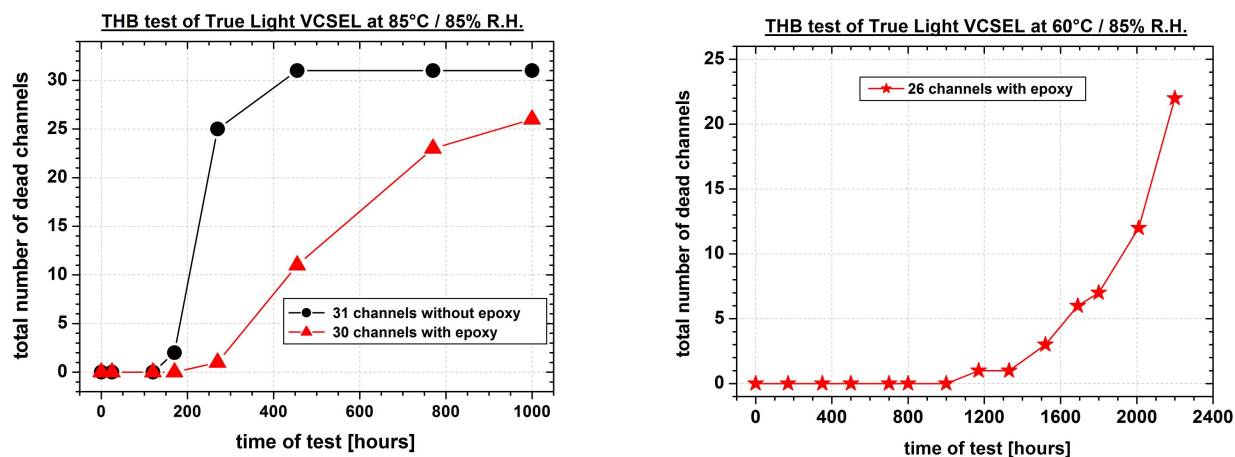 THB test of True Light VCSEL at 85°C / 85% R.H.
total number of dead channels
30
25
20
15
10
5
0
31 channels without epoxy
30 channels with epoxy
0 200 400 600 800 1000
time of test [hours]
THB test of True Light VCSEL at 60°C / 85% R.H.
total number of dead channels
25
20
15
10
5
0
26 channels with epoxy
0 400 800 1200 1600 2000 2400
time of test [hours]